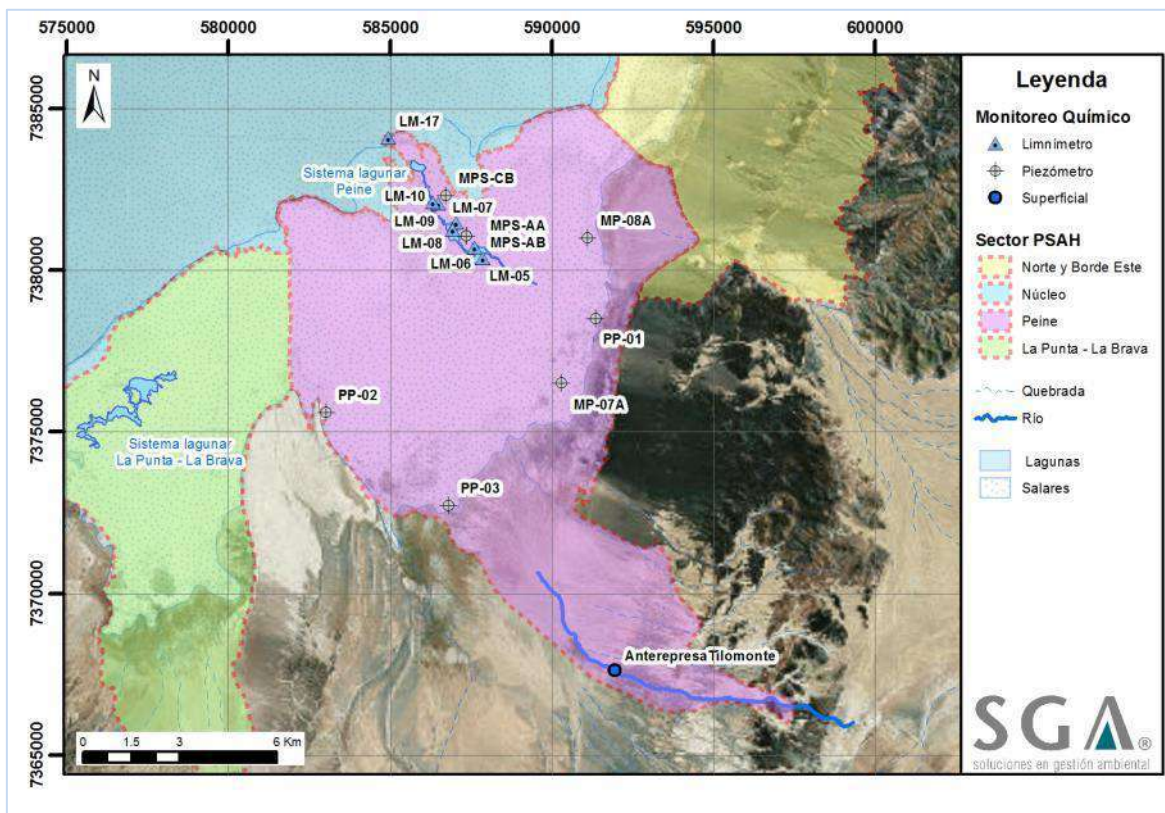 575000
580000
585000
590000
595000
600000
7385000
7380000
7375000
7370000
7365000
N
LM-17
Sistema lagunar
Peine
MPS-CB
LM-10
LM-07
LM-09
MPS-AA
MP-08A
LM-08
MPS-AB
LM-06
LM-05
PP-01
PP-02
MP-07A
Sistema lagunar
La Punta - La Brava
PP-03
AnterepresaTilomonte
0 1.5 3 6 Km
Leyenda
Monitoreo Químico
Limnímetro
Piezómetro
Superficial
Sector PSAH
Norte y Borde Este
Núcleo
Peine
La Punta - La Brava
Quebrada
Río
Lagunas
Salares
SGA®
soluciones en gestión ambiental